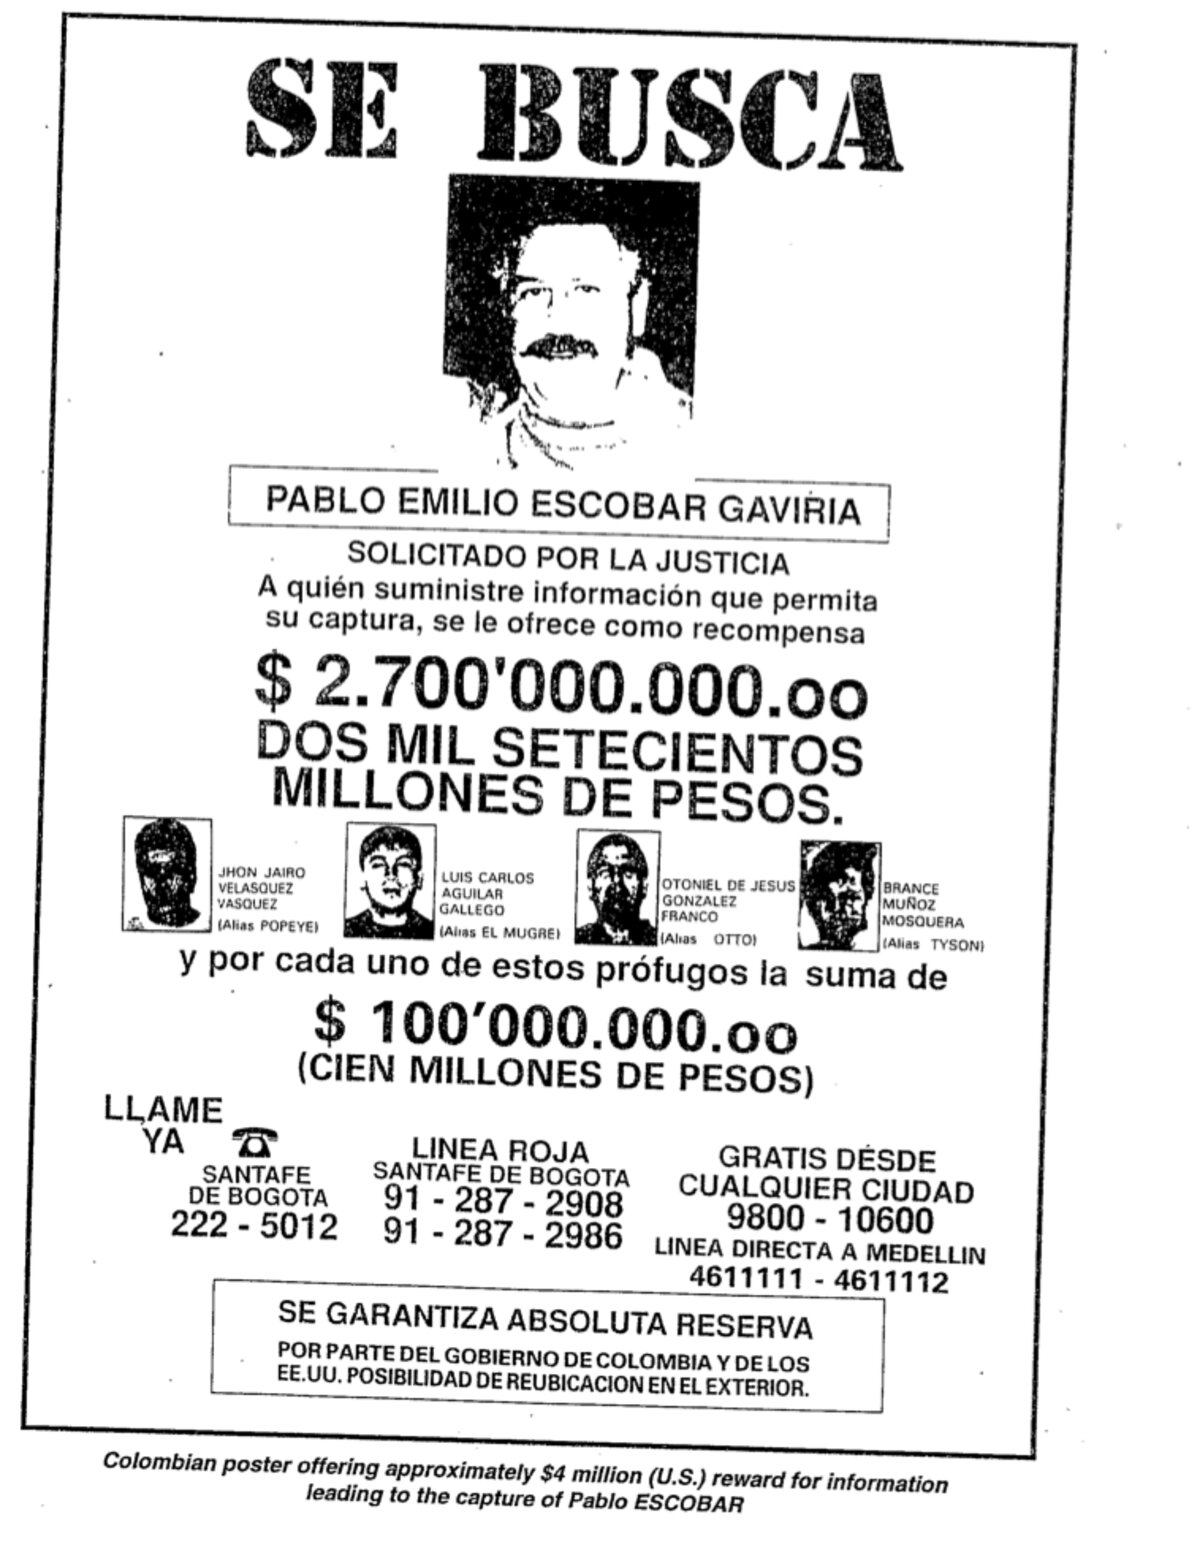 SE BUSCA
PABLO EMILIO ESCOBAR GAVIRIA
SOLICITADO POR LA JUSTICIA
A quién suministre información que permita
su captura, se le ofrece como recompensa
$ 2.700'000.000.oo
DOS MIL SETECIENTOS
MILLONES DE PESOS.
JHON JAIRO
VELASQUEZ
VASQUEZ
(Alias POPEYE)
LUIS CARLOS
AGUILAR
GALLEGO
(Alias EL MUGRE)
OTONIEL DE JESUS
GONZALEZ
FRANCO
(Alias OTTO)
BRANCE
MUÑOZ
MOSQUERA
(Alias TYSON)
y por cada uno de estos prófugos la suma de
$ 100'000.000.oo
(CIEN MILLONES DE PESOS)
LLAME
YA
SANTAFE
DE BOGOTA
222 - 5012
LINEA ROJA
SANTAFE DE BOGOTA
91 - 287 - 2908
91 - 287 - 2986
GRATIS DESDE
CUALQUIER CIUDAD
9800 - 10600
LINEA DIRECTA A MEDELLIN
4611111 - 4611112
SE GARANTIZA ABSOLUTA RESERVA
POR PARTE DEL GOBIERNO DE COLOMBIA Y DE LOS
EE.UU. POSIBILIDAD DE REUBICACION EN EL EXTERIOR.
Colombian poster offering approximately $4 million (U.S.) reward for information
leading to the capture of Pablo ESCOBAR